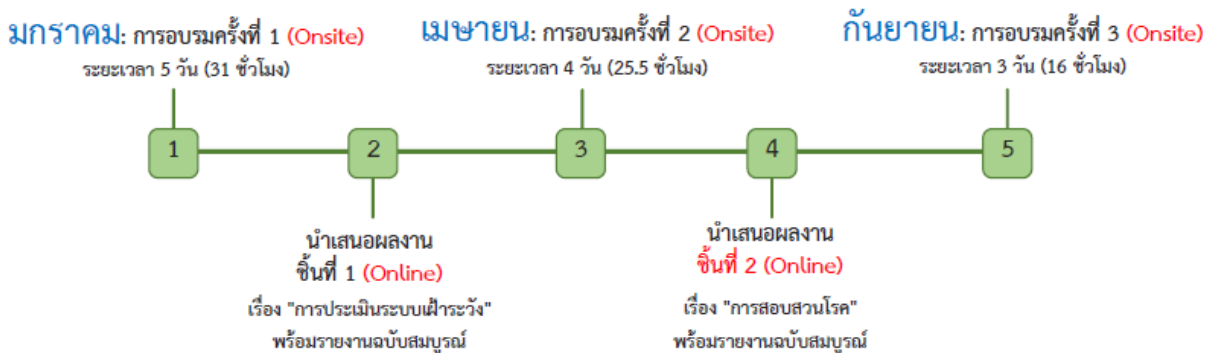 มกราคม: การอบรมครั้งที่ 1 (Onsite)
ระยะเวลา 5 วัน (31 ชั่วโมง)
เมษายน: การอบรมครั้งที่ 2 (Onsite)
ระยะเวลา 4 วัน (25.5 ชั่วโมง)
กันยายน: การอบรมครั้งที่ 3 (Onsite)
ระยะเวลา 3 วัน (16 ชั่วโมง)
1
2
3
4
5
นำเสนอผลงาน
ชิ้นที่ 1 (Online)
เรื่อง "การประเมินระบบเฝ้าระวัง"
พร้อมรายงานฉบับสมบูรณ์
นำเสนอผลงาน
ชิ้นที่ 2 (Online)
เรื่อง "การสอบสวนโรค"
พร้อมรายงานฉบับสมบูรณ์